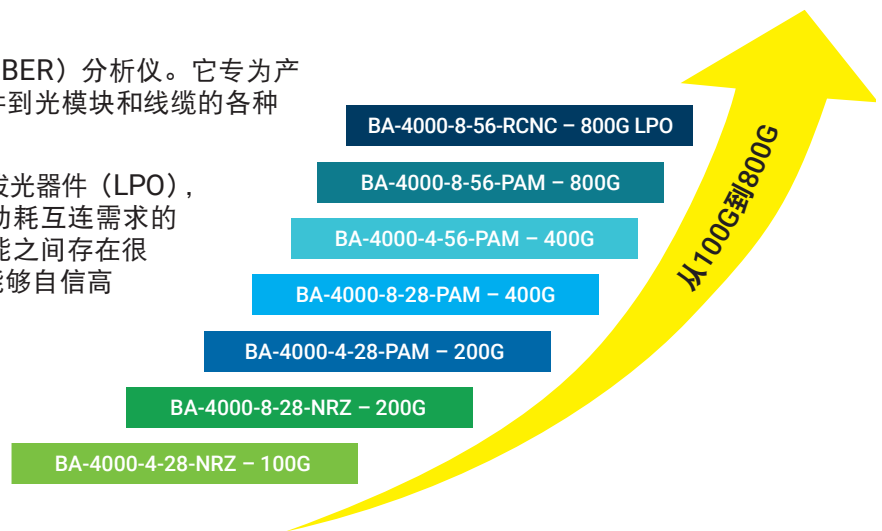 BER）分析仪。它专为产
件到光模块和线缆的各种
发光器件（LPO），
功耗互连需求的
能之间存在很
能够自信高
BA-4000-8-56-RCNC – 800G LPO
BA-4000-8-56-PAM – 800G
BA-4000-4-56-PAM – 400G
BA-4000-8-28-PAM – 400G
BA-4000-4-28-PAM – 200G
BA-4000-8-28-NRZ – 200G
BA-4000-4-28-NRZ – 100G
从100G到800G